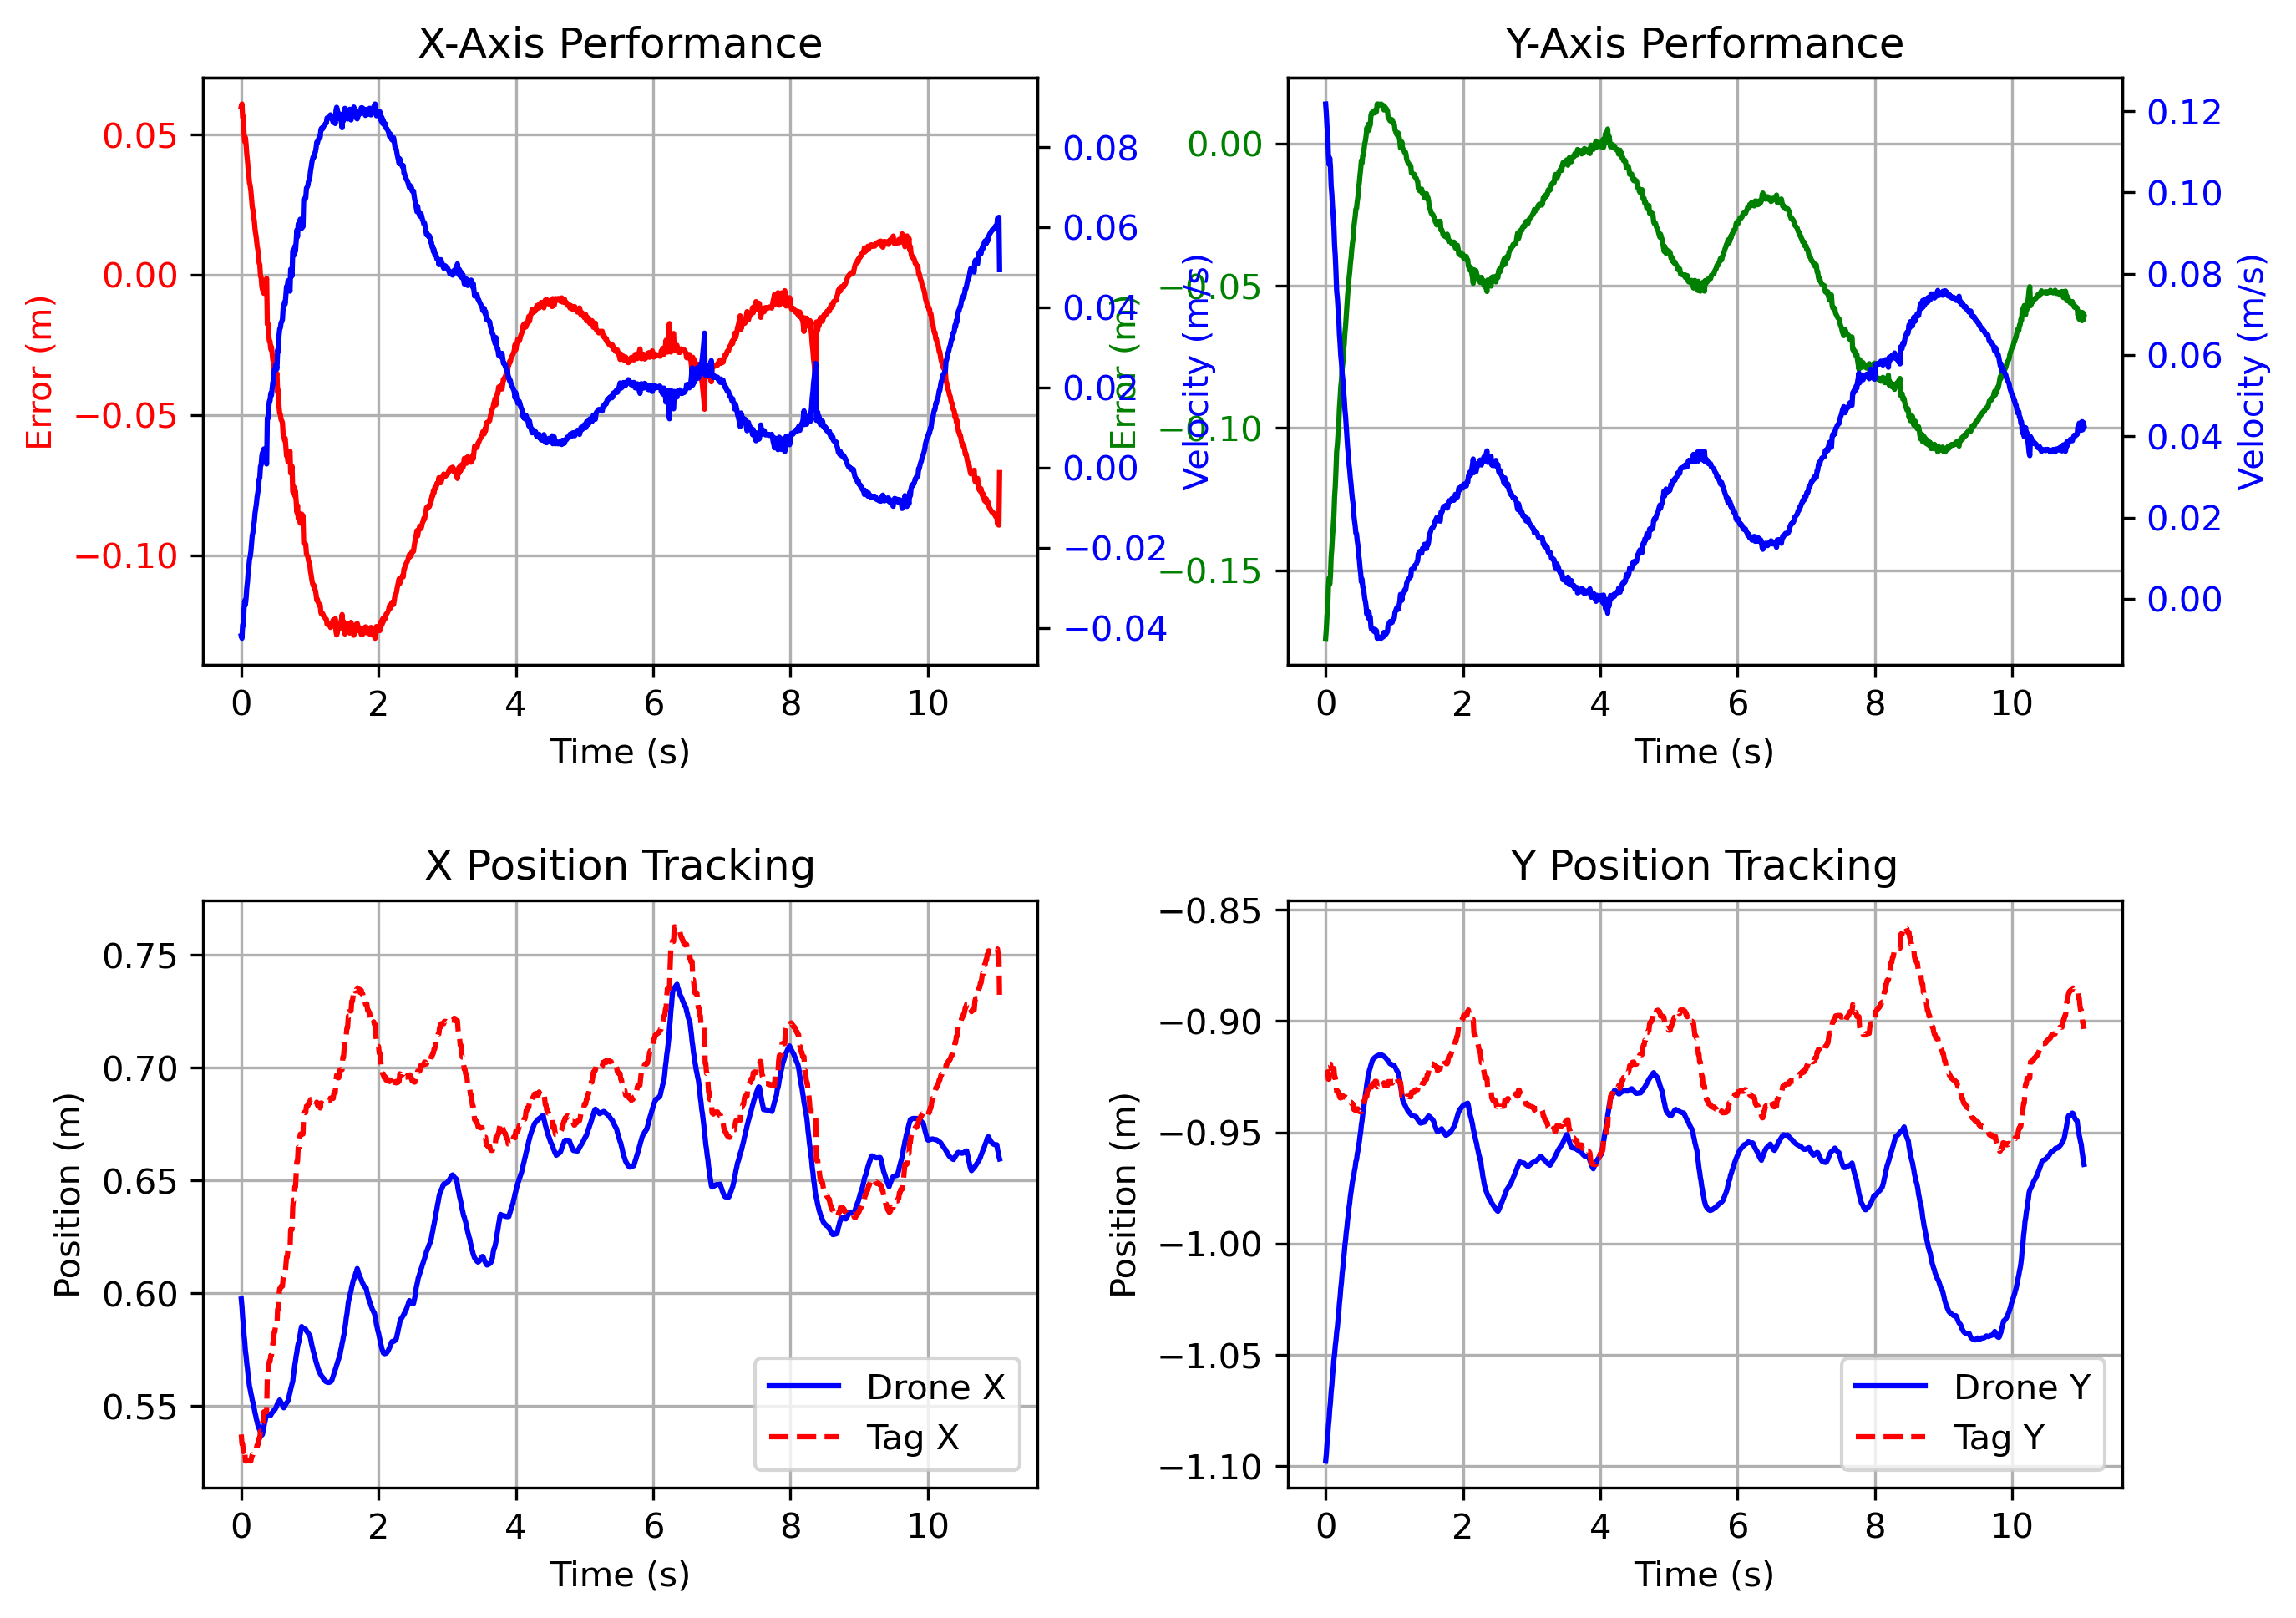 X-Axis Performance
Error (m)
0.05
0.00
−0.05
−0.10
0.08
0.06
0.04
0.02
0.00
−0.02
−0.04
Velocity (m/s)
0 2 4 6 8 10
Time (s)
Y-Axis Performance
Error (m)
0.00
−0.05
−0.10
−0.15
0.12
0.10
0.08
0.06
0.04
0.02
0.00
Velocity (m/s)
0 2 4 6 8 10
Time (s)
X Position Tracking
Position (m)
0.75
0.70
0.65
0.60
0.55
Drone X
Tag X
0 2 4 6 8 10
Time (s)
Y Position Tracking
Position (m)
−0.85
−0.90
−0.95
−1.00
−1.05
−1.10
Drone Y
Tag Y
0 2 4 6 8 10
Time (s)